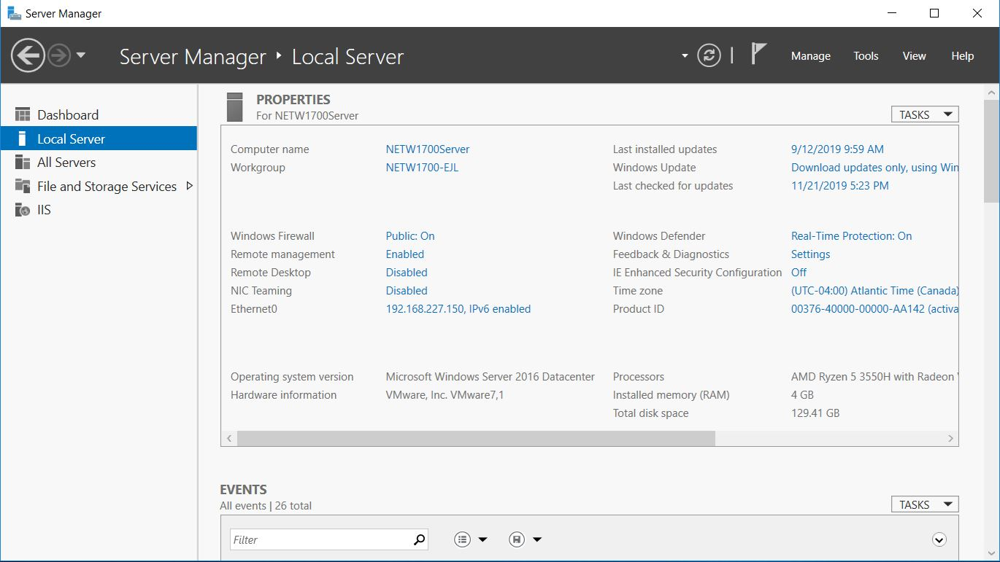 Server Manager
Server Manager Local Server
Manage Tools View Help
Dashboard
Local Server
All Servers
File and Storage Services
IIS
PROPERTIES
For NETW1700Server
TASKS
Computer name NETW1700Server Last installed updates 9/12/2019 9:59 AM
Workgroup NETW1700-EJL Windows Update Download updates only, using Win
Last checked for updates 11/21/2019 5:23 PM
Windows Firewall Public: On Windows Defender Real-Time Protection: On
Remote management Enabled Feedback & Diagnostics Settings
Remote Desktop Disabled IE Enhanced Security Configuration Off
NIC Teaming Disabled Time zone (UTC-04:00) Atlantic Time (Canada)
Ethernet0 192.168.227.150, IPv6 enabled Product ID 00376-40000-00000-AA142 (activa
Operating system version Microsoft Windows Server 2016 Datacenter Processors AMD Ryzen 5 3550H with Radeon
Hardware information VMware, Inc. VMware7,1 Installed memory (RAM) 4 GB
Total disk space 129.41 GB
EVENTS
All events | 26 total
TASKS
Filter